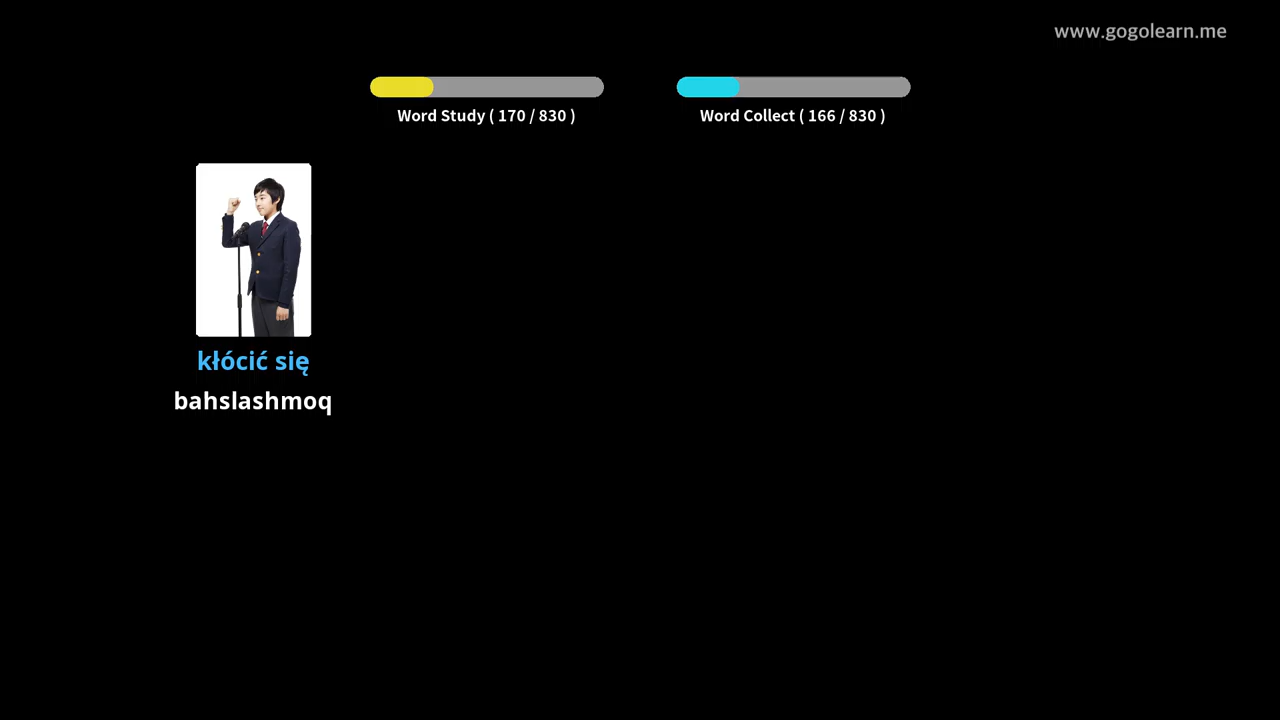 www.gogolearn.me
Word Study ( 170 / 830 )
Word Collect ( 166 / 830 )
kłócić się
bahslashmoq